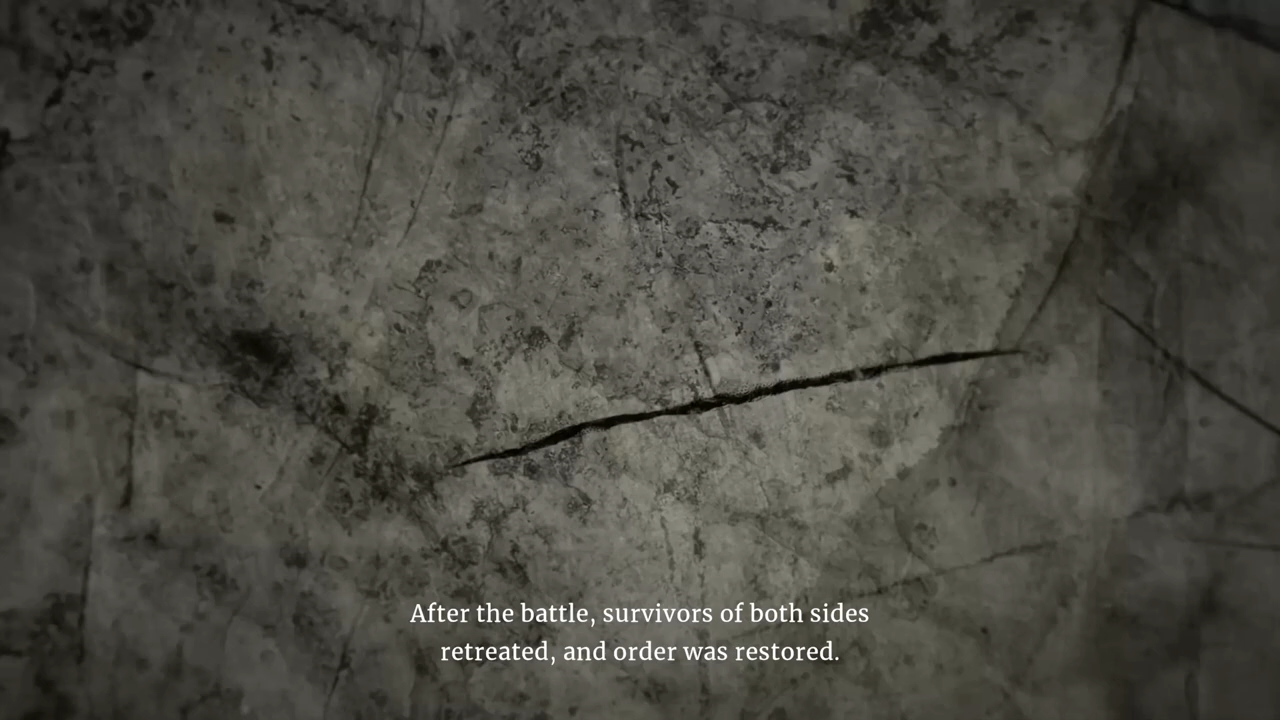 After the battle, survivors of both sides
retreated, and order was restored.